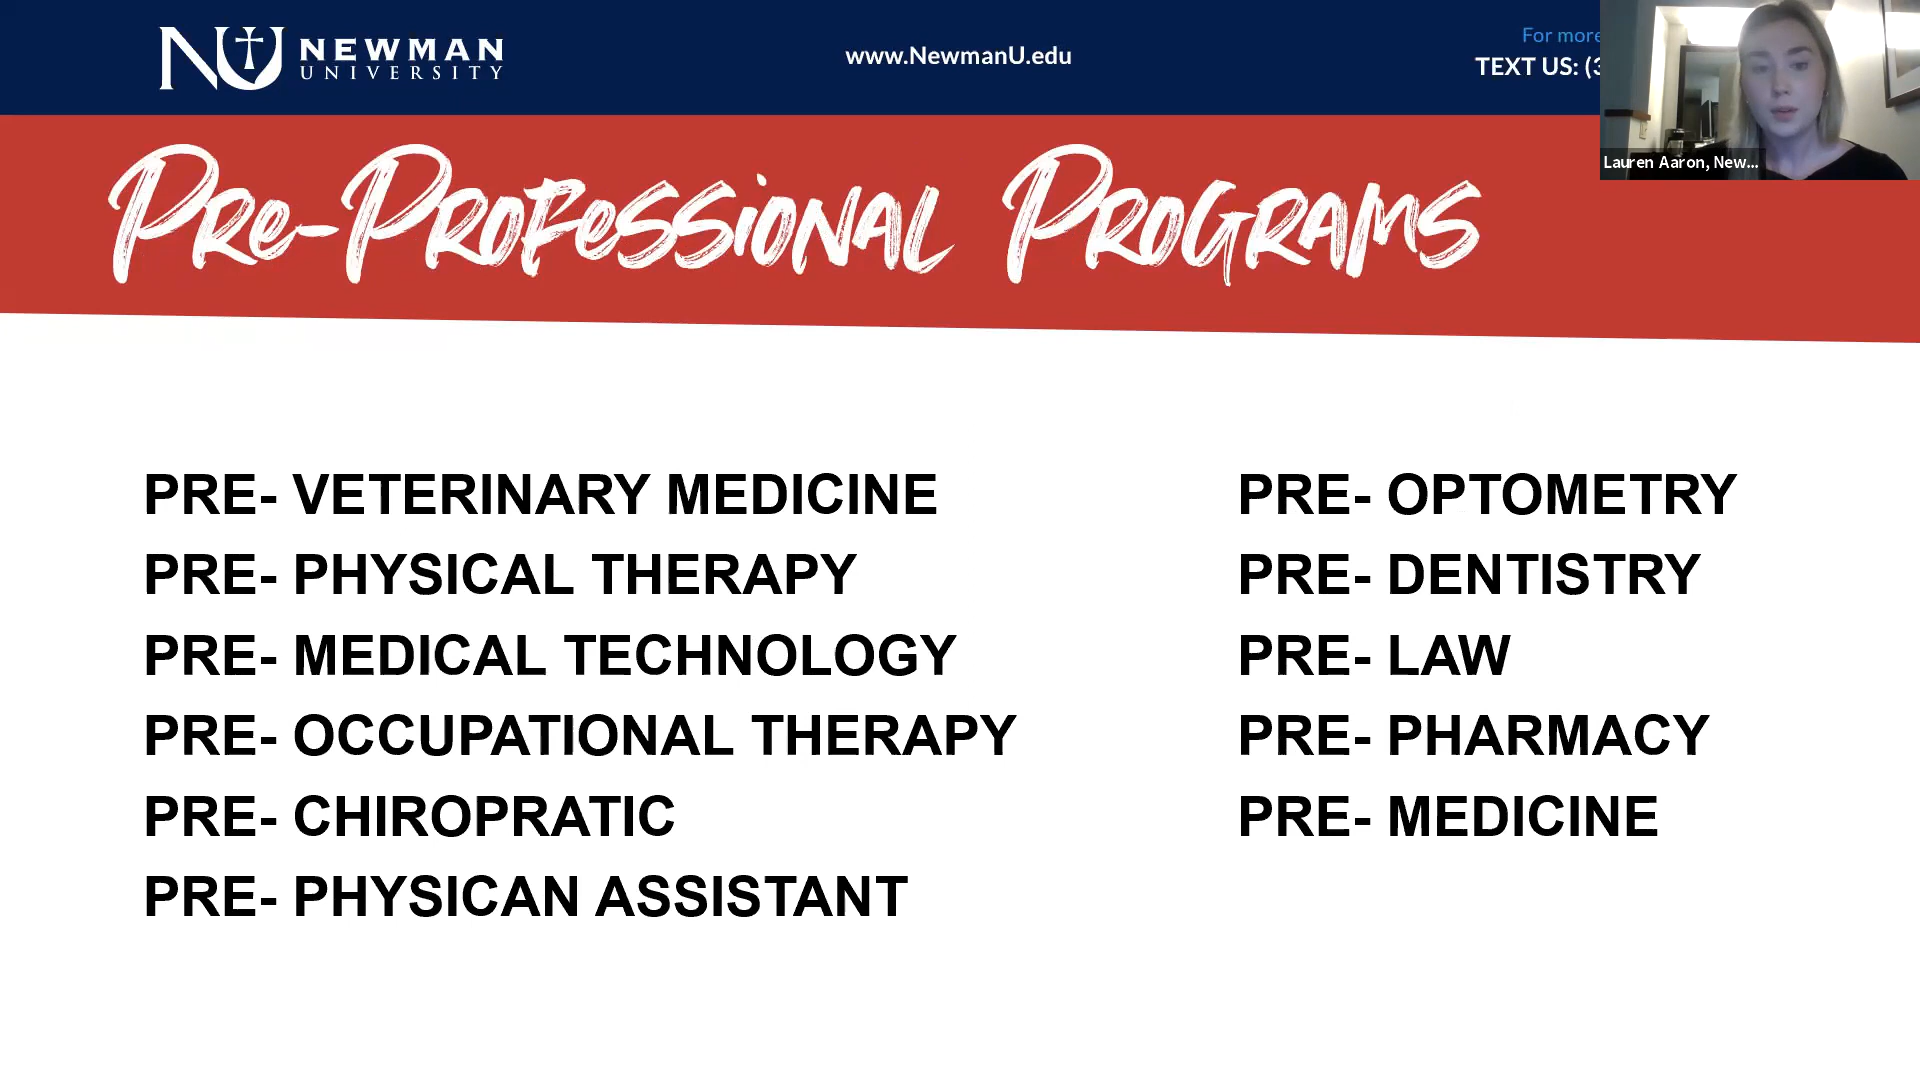 NU NEWMAN
UNIVERSITY
www.NewmanU.edu
For more
TEXT US: (3
Lauren Aaron, New...
Pre-Professional Programs
PRE- VETERINARY MEDICINE
PRE- PHYSICAL THERAPY
PRE- MEDICAL TECHNOLOGY
PRE- OCCUPATIONAL THERAPY
PRE- CHIROPRATIC
PRE- PHYSICAN ASSISTANT
PRE- OPTOMETRY
PRE- DENTISTRY
PRE- LAW
PRE- PHARMACY
PRE- MEDICINE